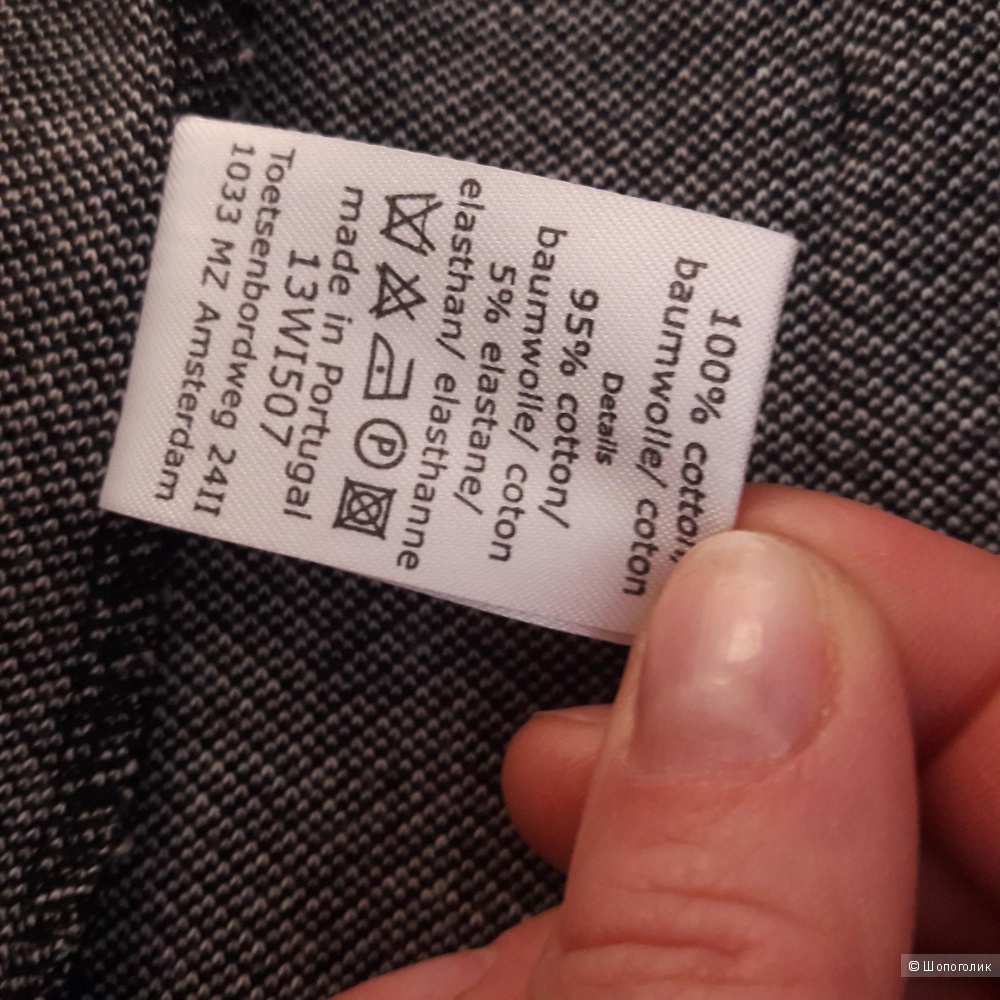 100% cotton/
baumwolle/ coton
Details
95% cotton/
baumwolle/ coton
5% elastane/
elasthan/ elasthanne
P
made in Portugal
13WI507
Toetsenbordweg 24II
1033 MZ Amsterdam
© Шопоголик